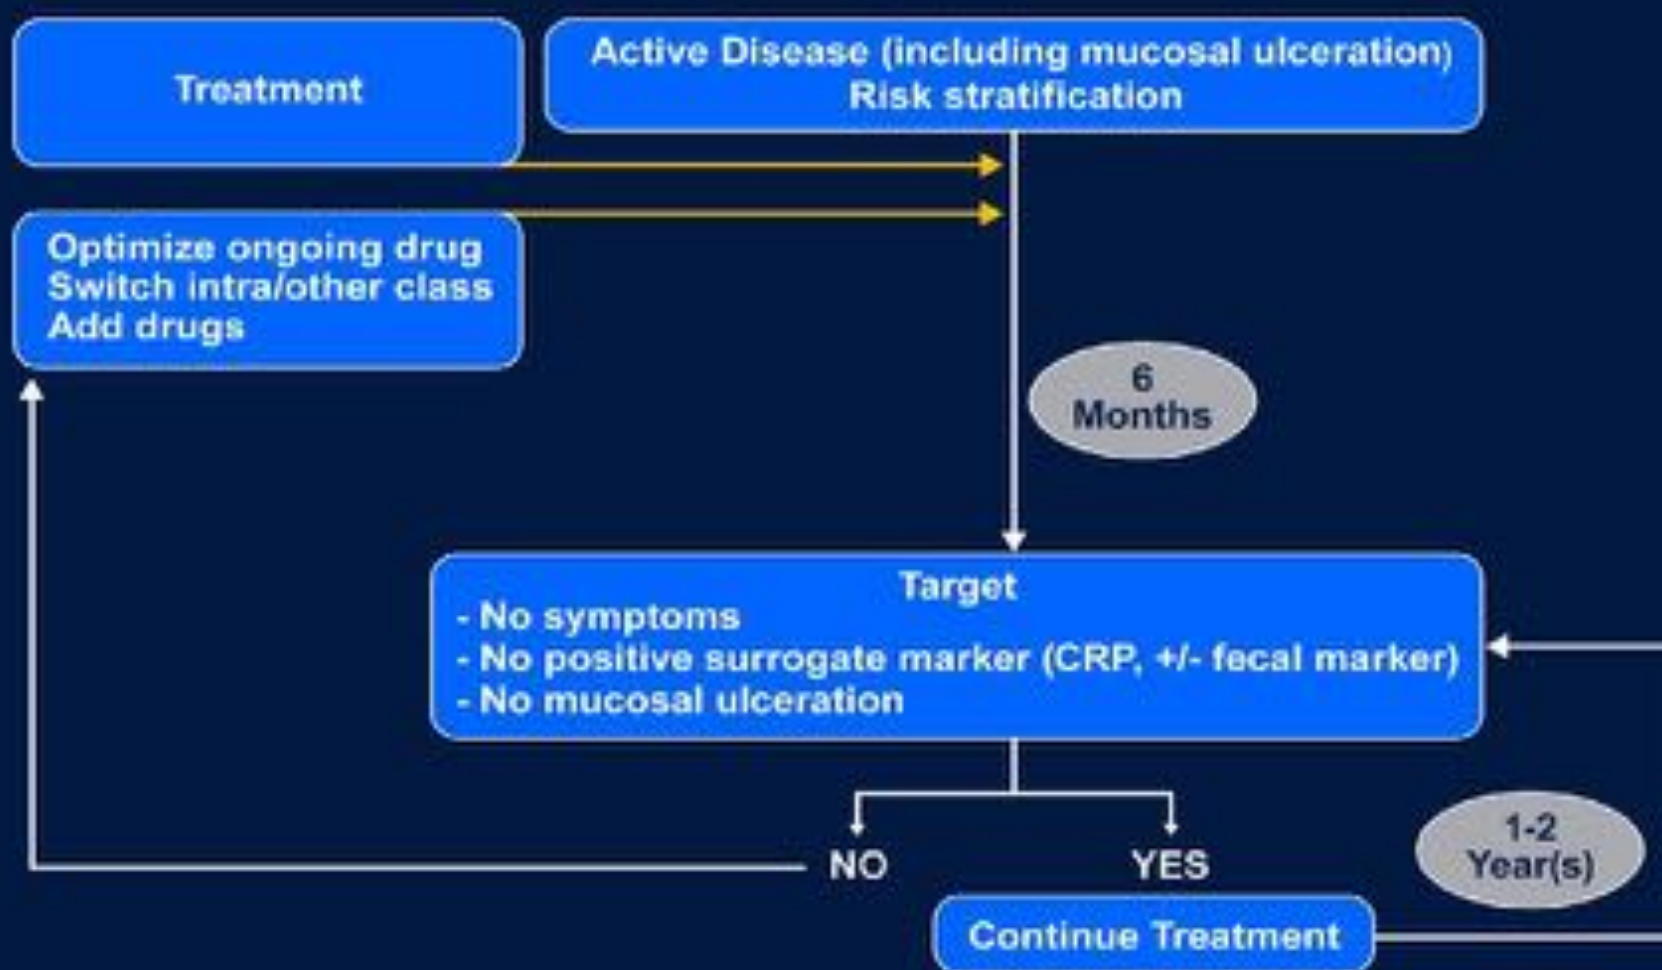 Treatment
Active Disease (including mucosal ulceration)
Risk stratification
Optimize ongoing drug
Switch intra/other class
Add drugs
6
Months
Target
- No symptoms
- No positive surrogate marker (CRP, +/- fecal marker)
- No mucosal ulceration
NO
YES
1-2
Year(s)
Continue Treatment